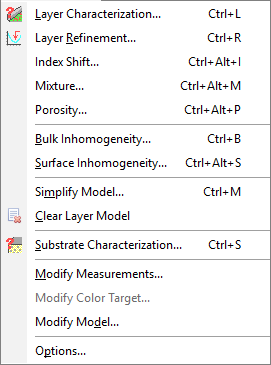 Layer Characterization... Ctrl+L
Layer Refinement... Ctrl+R
Index Shift... Ctrl+Alt+I
Mixture... Ctrl+Alt+M
Porosity... Ctrl+Alt+P
Bulk Inhomogeneity... Ctrl+B
Surface Inhomogeneity... Ctrl+Alt+S
Simplify Model... Ctrl+M
Clear Layer Model
Substrate Characterization... Ctrl+S
Modify Measurements...
Modify Color Target...
Modify Model...
Options...